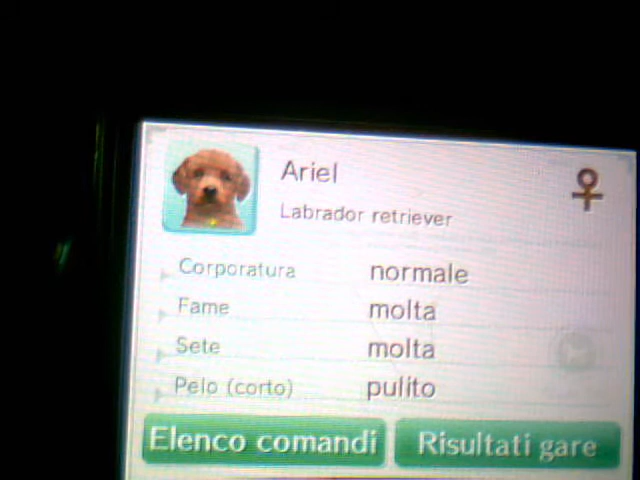 Ariel
Labrador retriever
Corporatura normale
Fame molta
Sete molta
Pelo (corto) pulito
Elenco comandi Risultati gare